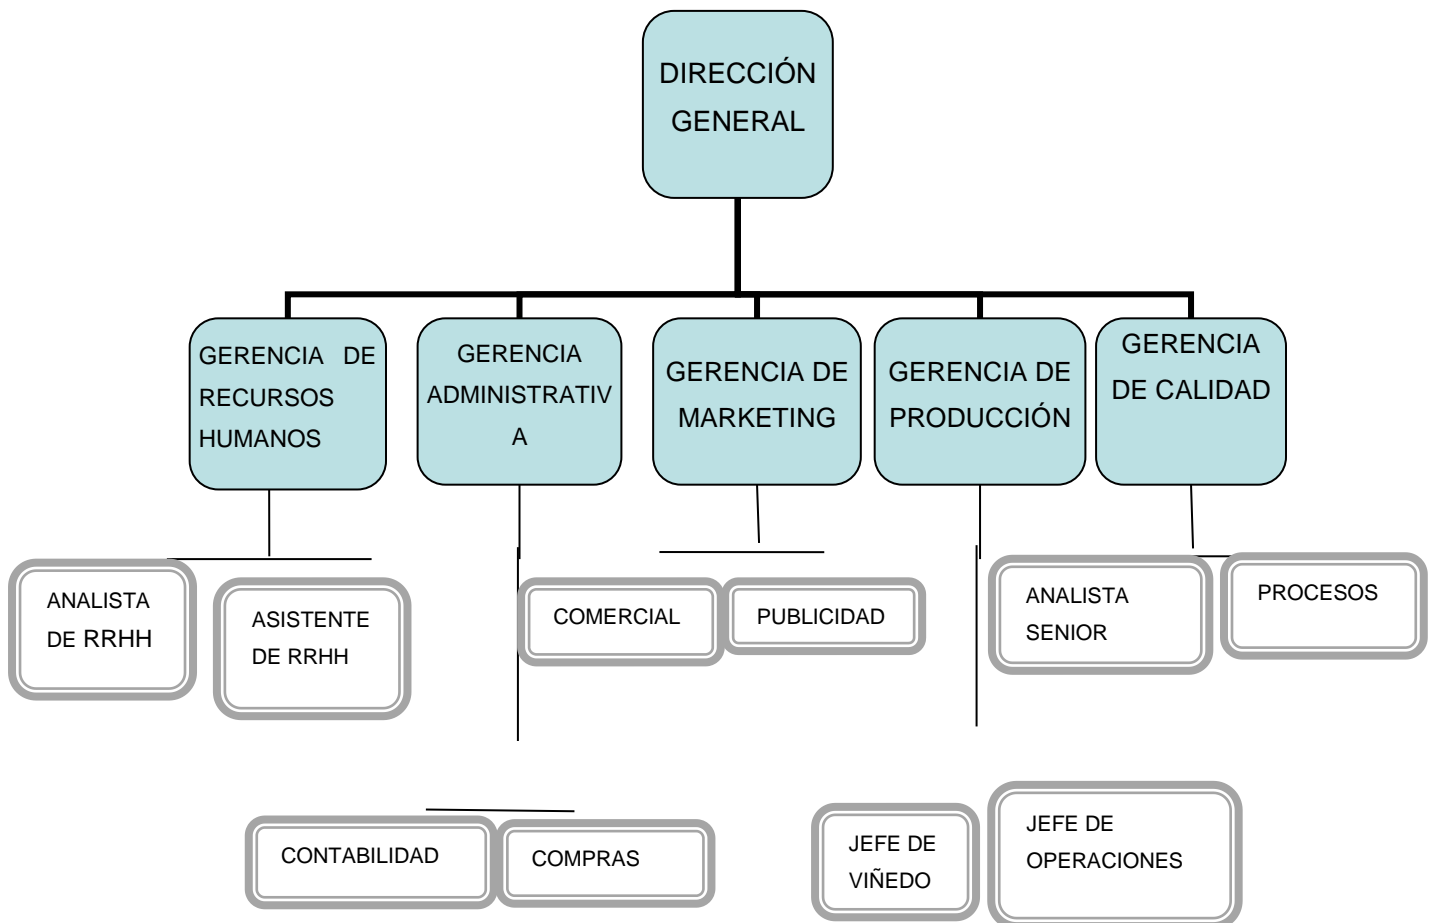 DIRECCIÓN
GENERAL
GERENCIA DE
RECURSOS
HUMANOS
GERENCIA
ADMINISTRATIV
A
GERENCIA DE
MARKETING
GERENCIA DE
PRODUCCIÓN
GERENCIA
DE CALIDAD
ANALISTA
DE RRHH
ASISTENTE
DE RRHH
COMERCIAL
PUBLICIDAD
ANALISTA
SENIOR
PROCESOS
CONTABILIDAD
COMPRAS
JEFE DE
VIÑEDO
JEFE DE
OPERACIONES